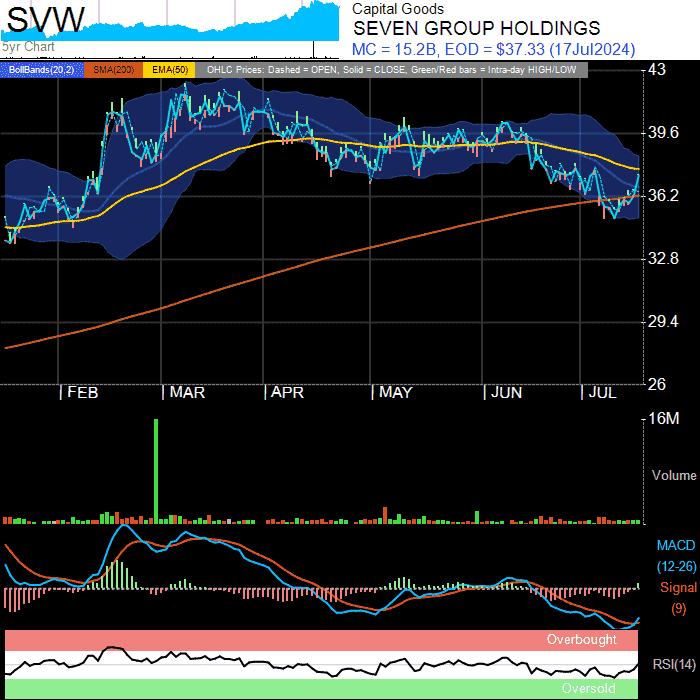 SVW
Capital Goods
SEVEN GROUP HOLDINGS
5yr Chart
MC = 15.2B, EOD = $37.33 (17Jul2024)
BollBands(20,2) SMA(200) EMA(50) OHLC Prices: Dashed = OPEN, Solid = CLOSE, Green/Red bars = Intra-day HIGH/LOW
43
39.6
36.2
32.8
29.4
26
FEB MAR APR MAY JUN JUL
16M
Volume
MACD
(12-26)
Signal
(9)
Overbought
RSI(14)
Oversold